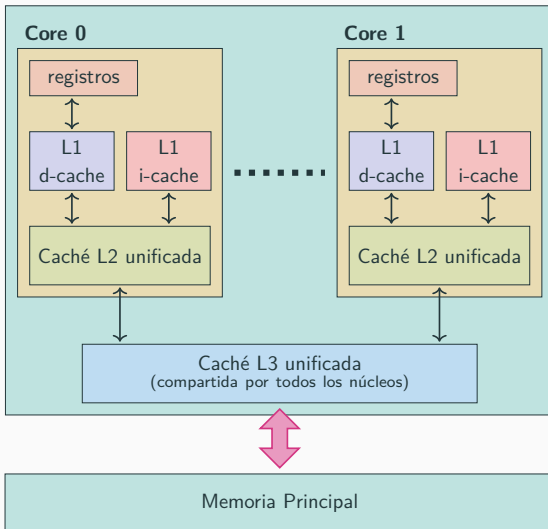 Core 0
Core 1
registros
registros
L1
d-cache
L1
i-cache
L1
d-cache
L1
i-cache
Caché L2 unificada
Caché L2 unificada
Caché L3 unificada
(compartida por todos los núcleos)
Memoria Principal